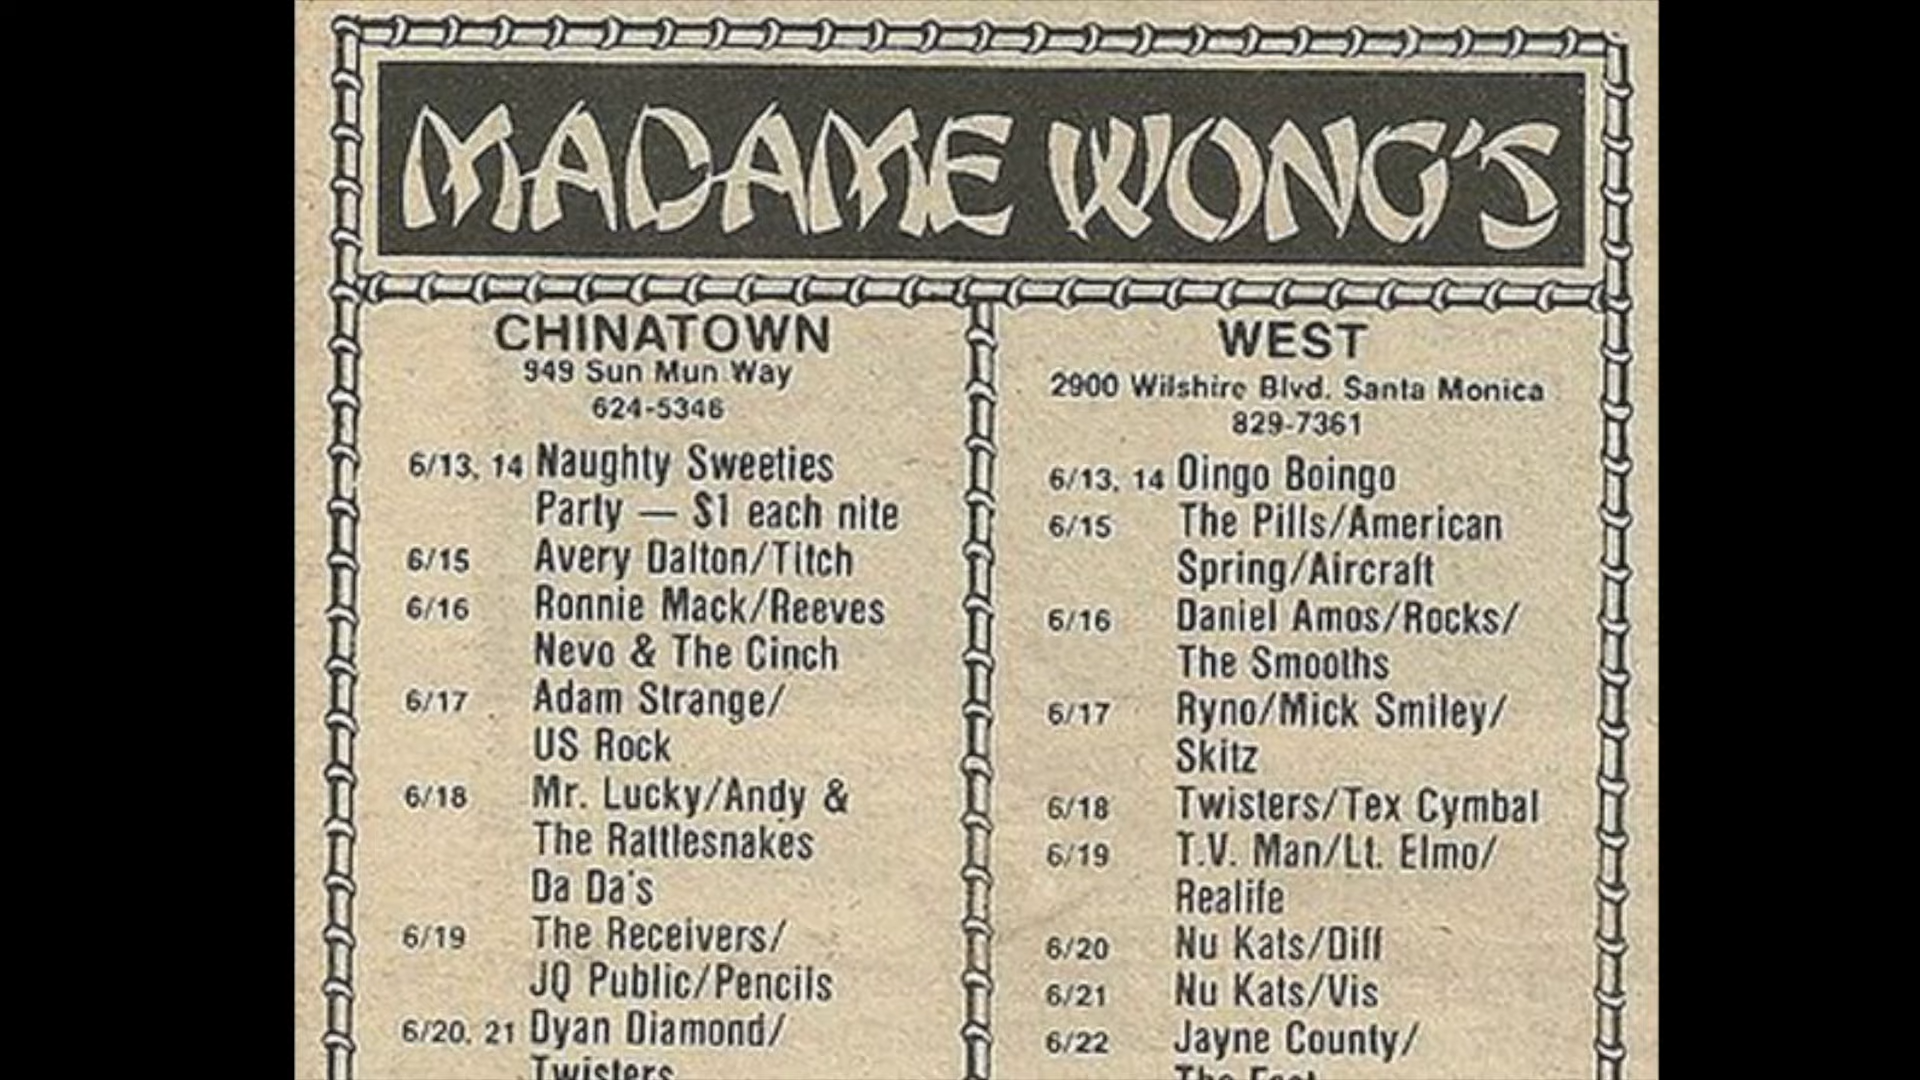 MADAME WONG'S
CHINATOWN
949 Sun Mun Way
624-5346
6/13, 14 Naughty Sweeties
Party — $1 each nite
6/15 Avery Dalton/Titch
6/16 Ronnie Mack/Reeves
Nevo & The Cinch
6/17 Adam Strange/
US Rock
6/18 Mr. Lucky/Andy &
The Rattlesnakes
Da Da's
6/19 The Receivers/
JQ Public/Pencils
6/20, 21 Dyan Diamond/
Twisters
WEST
2900 Wilshire Blvd. Santa Monica
829-7361
6/13, 14 Oingo Boingo
6/15 The Pills/American
Spring/Aircraft
6/16 Daniel Amos/Rocks/
The Smooths
6/17 Ryno/Mick Smiley/
Skitz
6/18 Twisters/Tex Cymbal
6/19 T.V. Man/Lt. Elmo/
Realife
6/20 Nu Kats/Diff
6/21 Nu Kats/Vis
6/22 Jayne County/
The